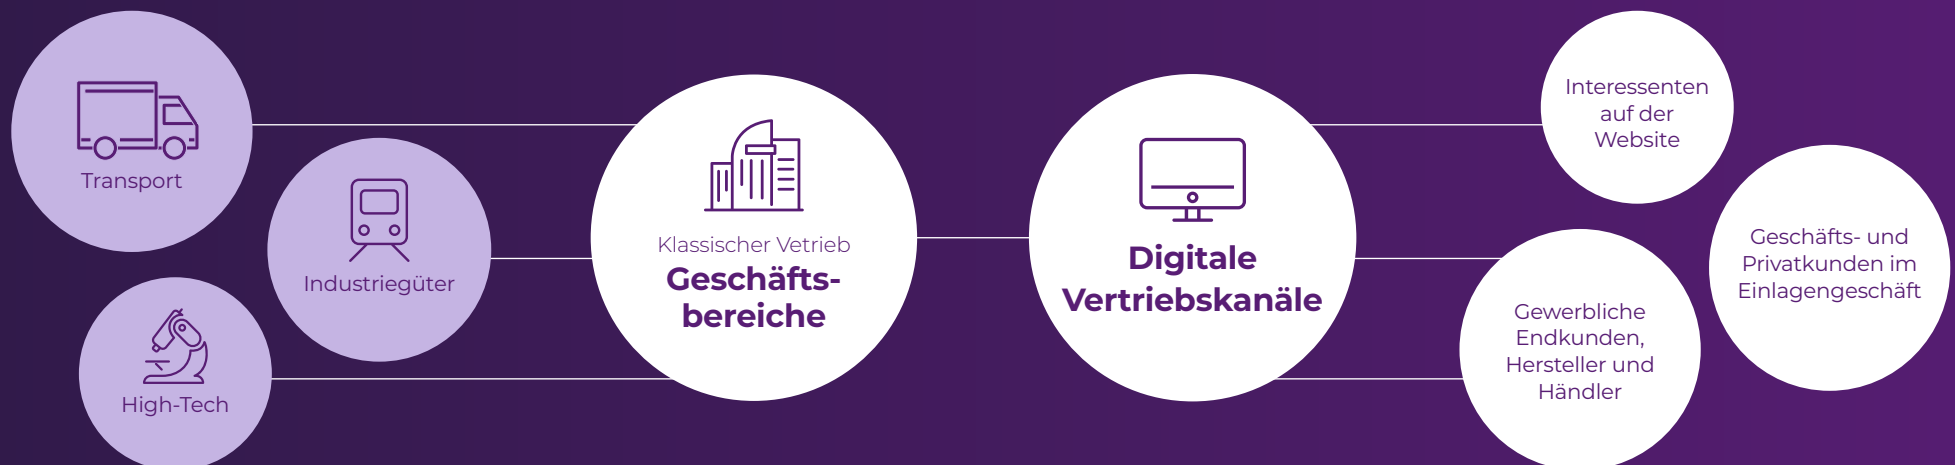 Transport
Industriegüter
High-Tech
Klassischer Vetrieb
Geschäfts-
bereiche
Digitale
Vertriebskanäle
Interessenten
auf der
Website
Geschäfts- und
Privatkunden im
Einlagengeschäft
Gewerbliche
Endkunden,
Hersteller und
Händler